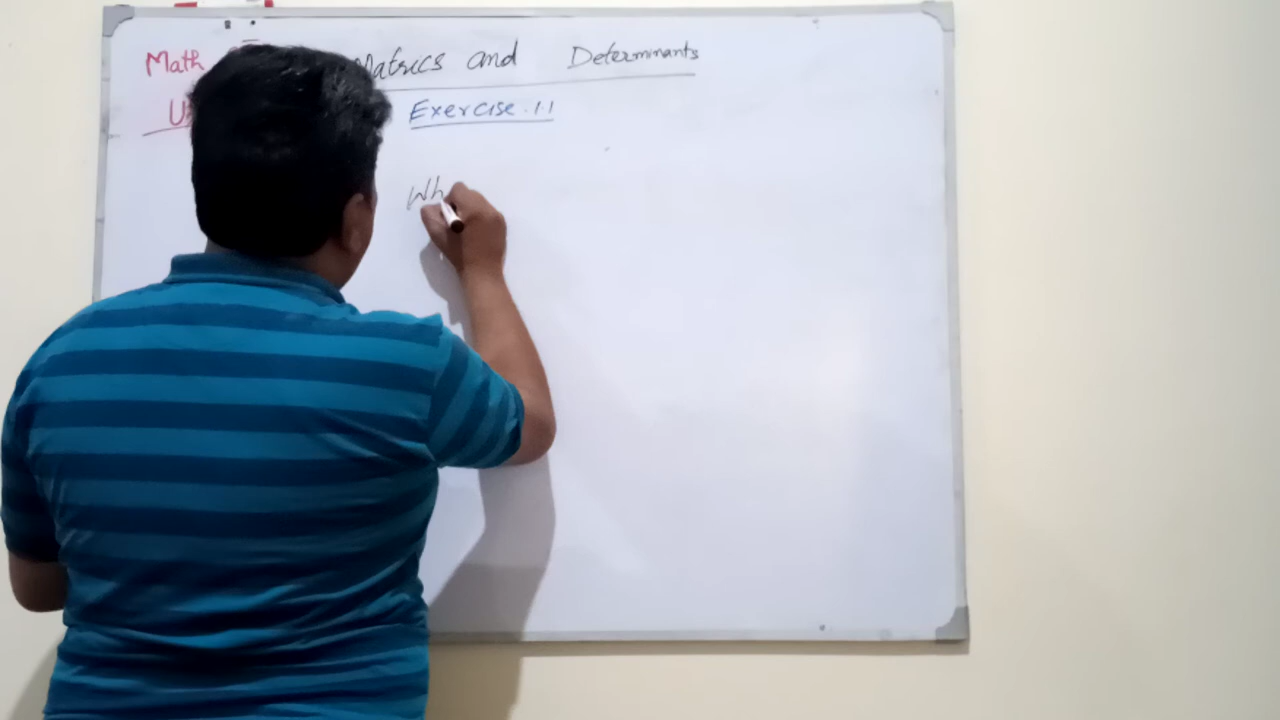 Math Matrics and Determinants
Exercise 1.1
Wh